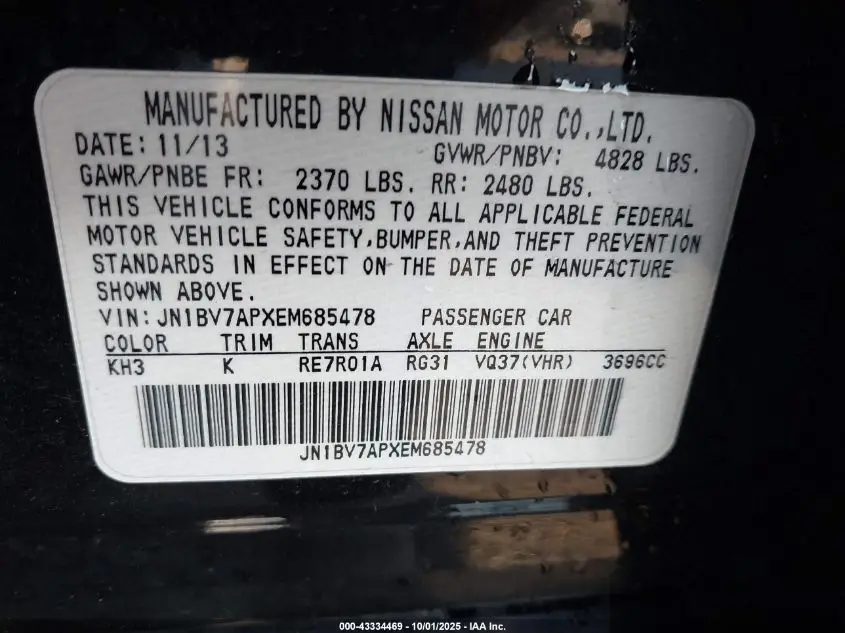 MANUFACTURED BY NISSAN MOTOR CO.,LTD.
DATE: 11/13 GVWR/PNBV: 4828 LBS.
GAWR/PNBE FR: 2370 LBS. RR: 2480 LBS.
THIS VEHICLE CONFORMS TO ALL APPLICABLE FEDERAL
MOTOR VEHICLE SAFETY,BUMPER,AND THEFT PREVENTION
STANDARDS IN EFFECT ON THE DATE OF MANUFACTURE
SHOWN ABOVE.
VIN:JN1BV7APXEM685478 PASSENGER CAR
COLOR TRIM TRANS AXLE ENGINE
KH3 K RE7R01A RG31 VQ37(VHR) 3696CC
JN1BV7APXEM685478
000-43334469 - 10/01/2025 - IAA Inc.